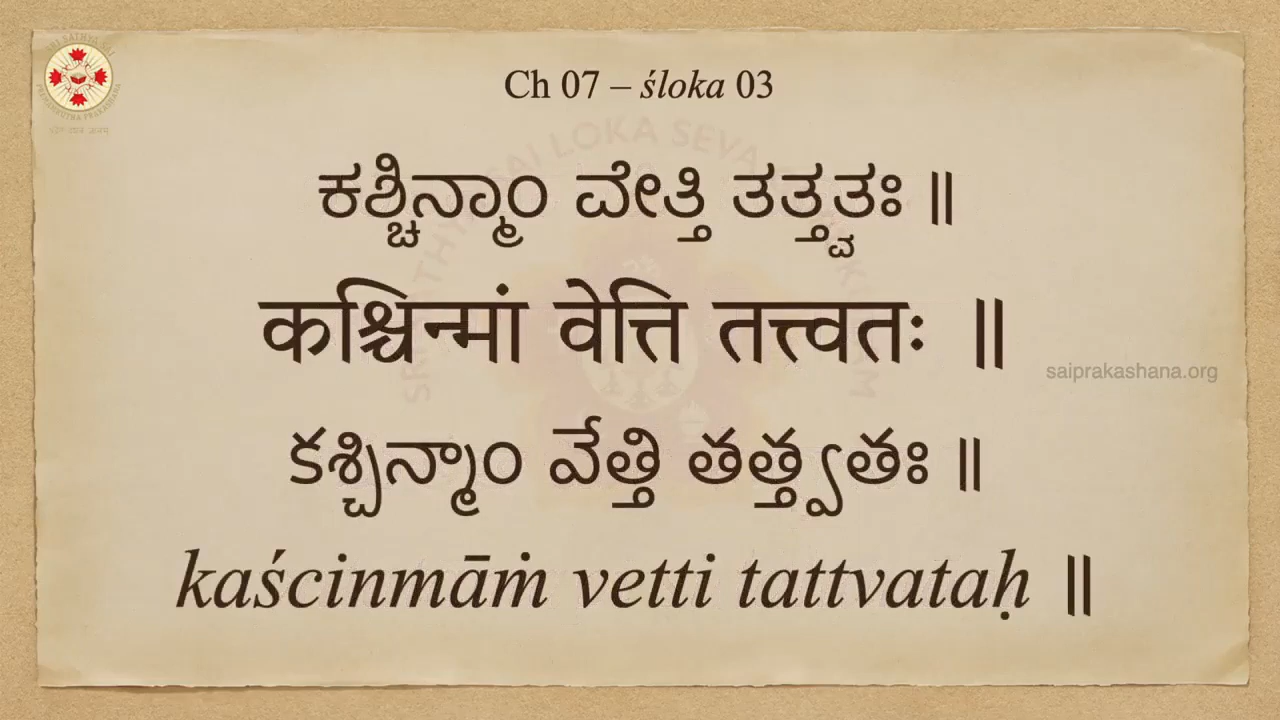 Ch 07 – śloka 03
ಕಶ್ಚಿನ್ಮಾಂ ವೇತ್ತಿ ತತ್ತ್ವತಃ ॥
कश्चिन्मां वेत्ति तत्त्वतः ॥
saiprakashana.org
కశ్చిన్మాం వేత్తి తత్త్వతః ॥
kaścinmāṁ vetti tattvataḥ ॥